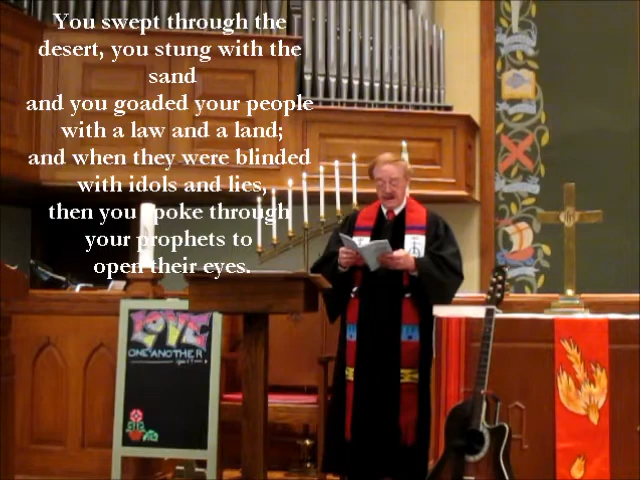 You swept through the
desert, you stung with the
sand
and you goaded your people
with a law and a land;
and when they were blinded
with idols and lies,
then you spoke through
your prophets to
open their eyes.
LOVE
ONE ANOTHER